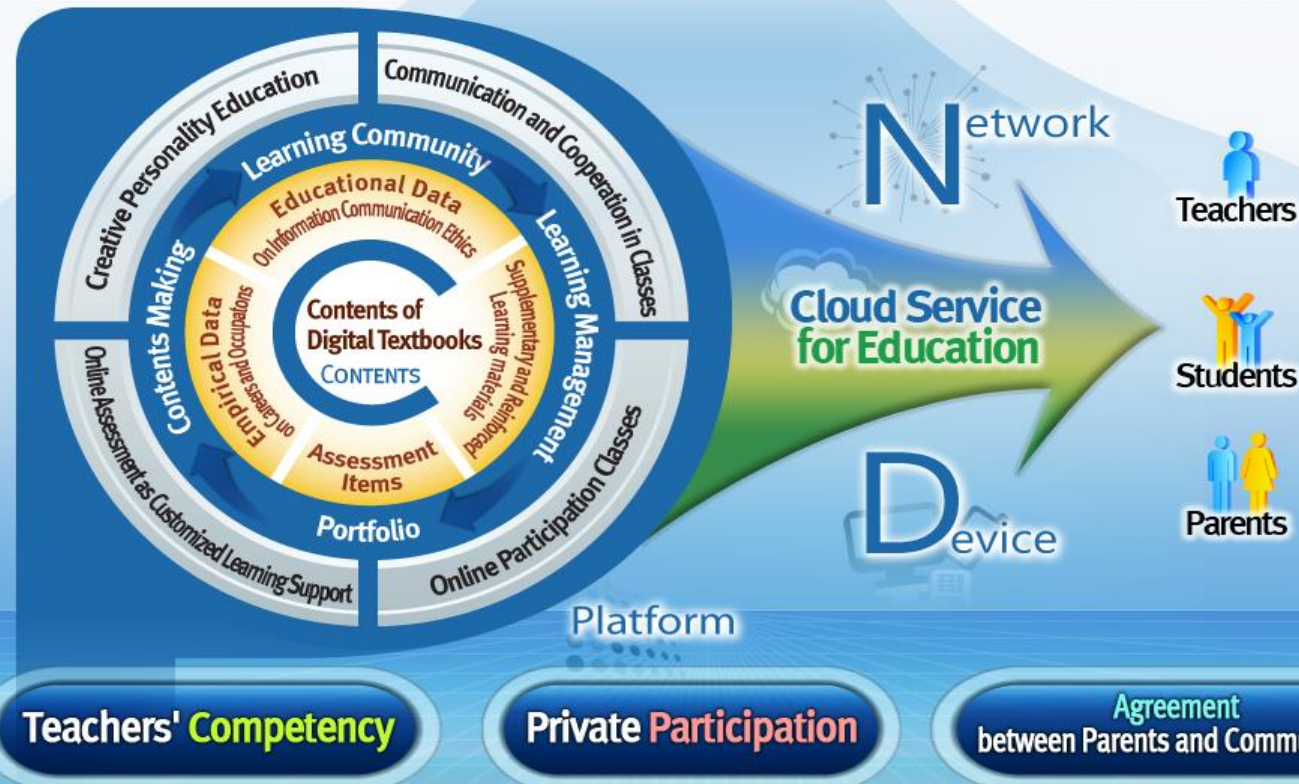 Creative Personality Education
Communication and Cooperation in Classes
Online Assessment as Customized Learning Support
Online Participation Classes
Learning Community
Learning Management
Portfolio
Contents Making
Educational Data
On Information Communication Ethics
Supplementary and Reinforced
Learning materials
Assessment
Items
Empirical Data
on Careers and Occupatons
Contents of
Digital Textbooks
CONTENTS
Network
Cloud Service
for Education
Device
Platform
Teachers
Students
Parents
Teachers' Competency
Private Participation
Agreement
between Parents and